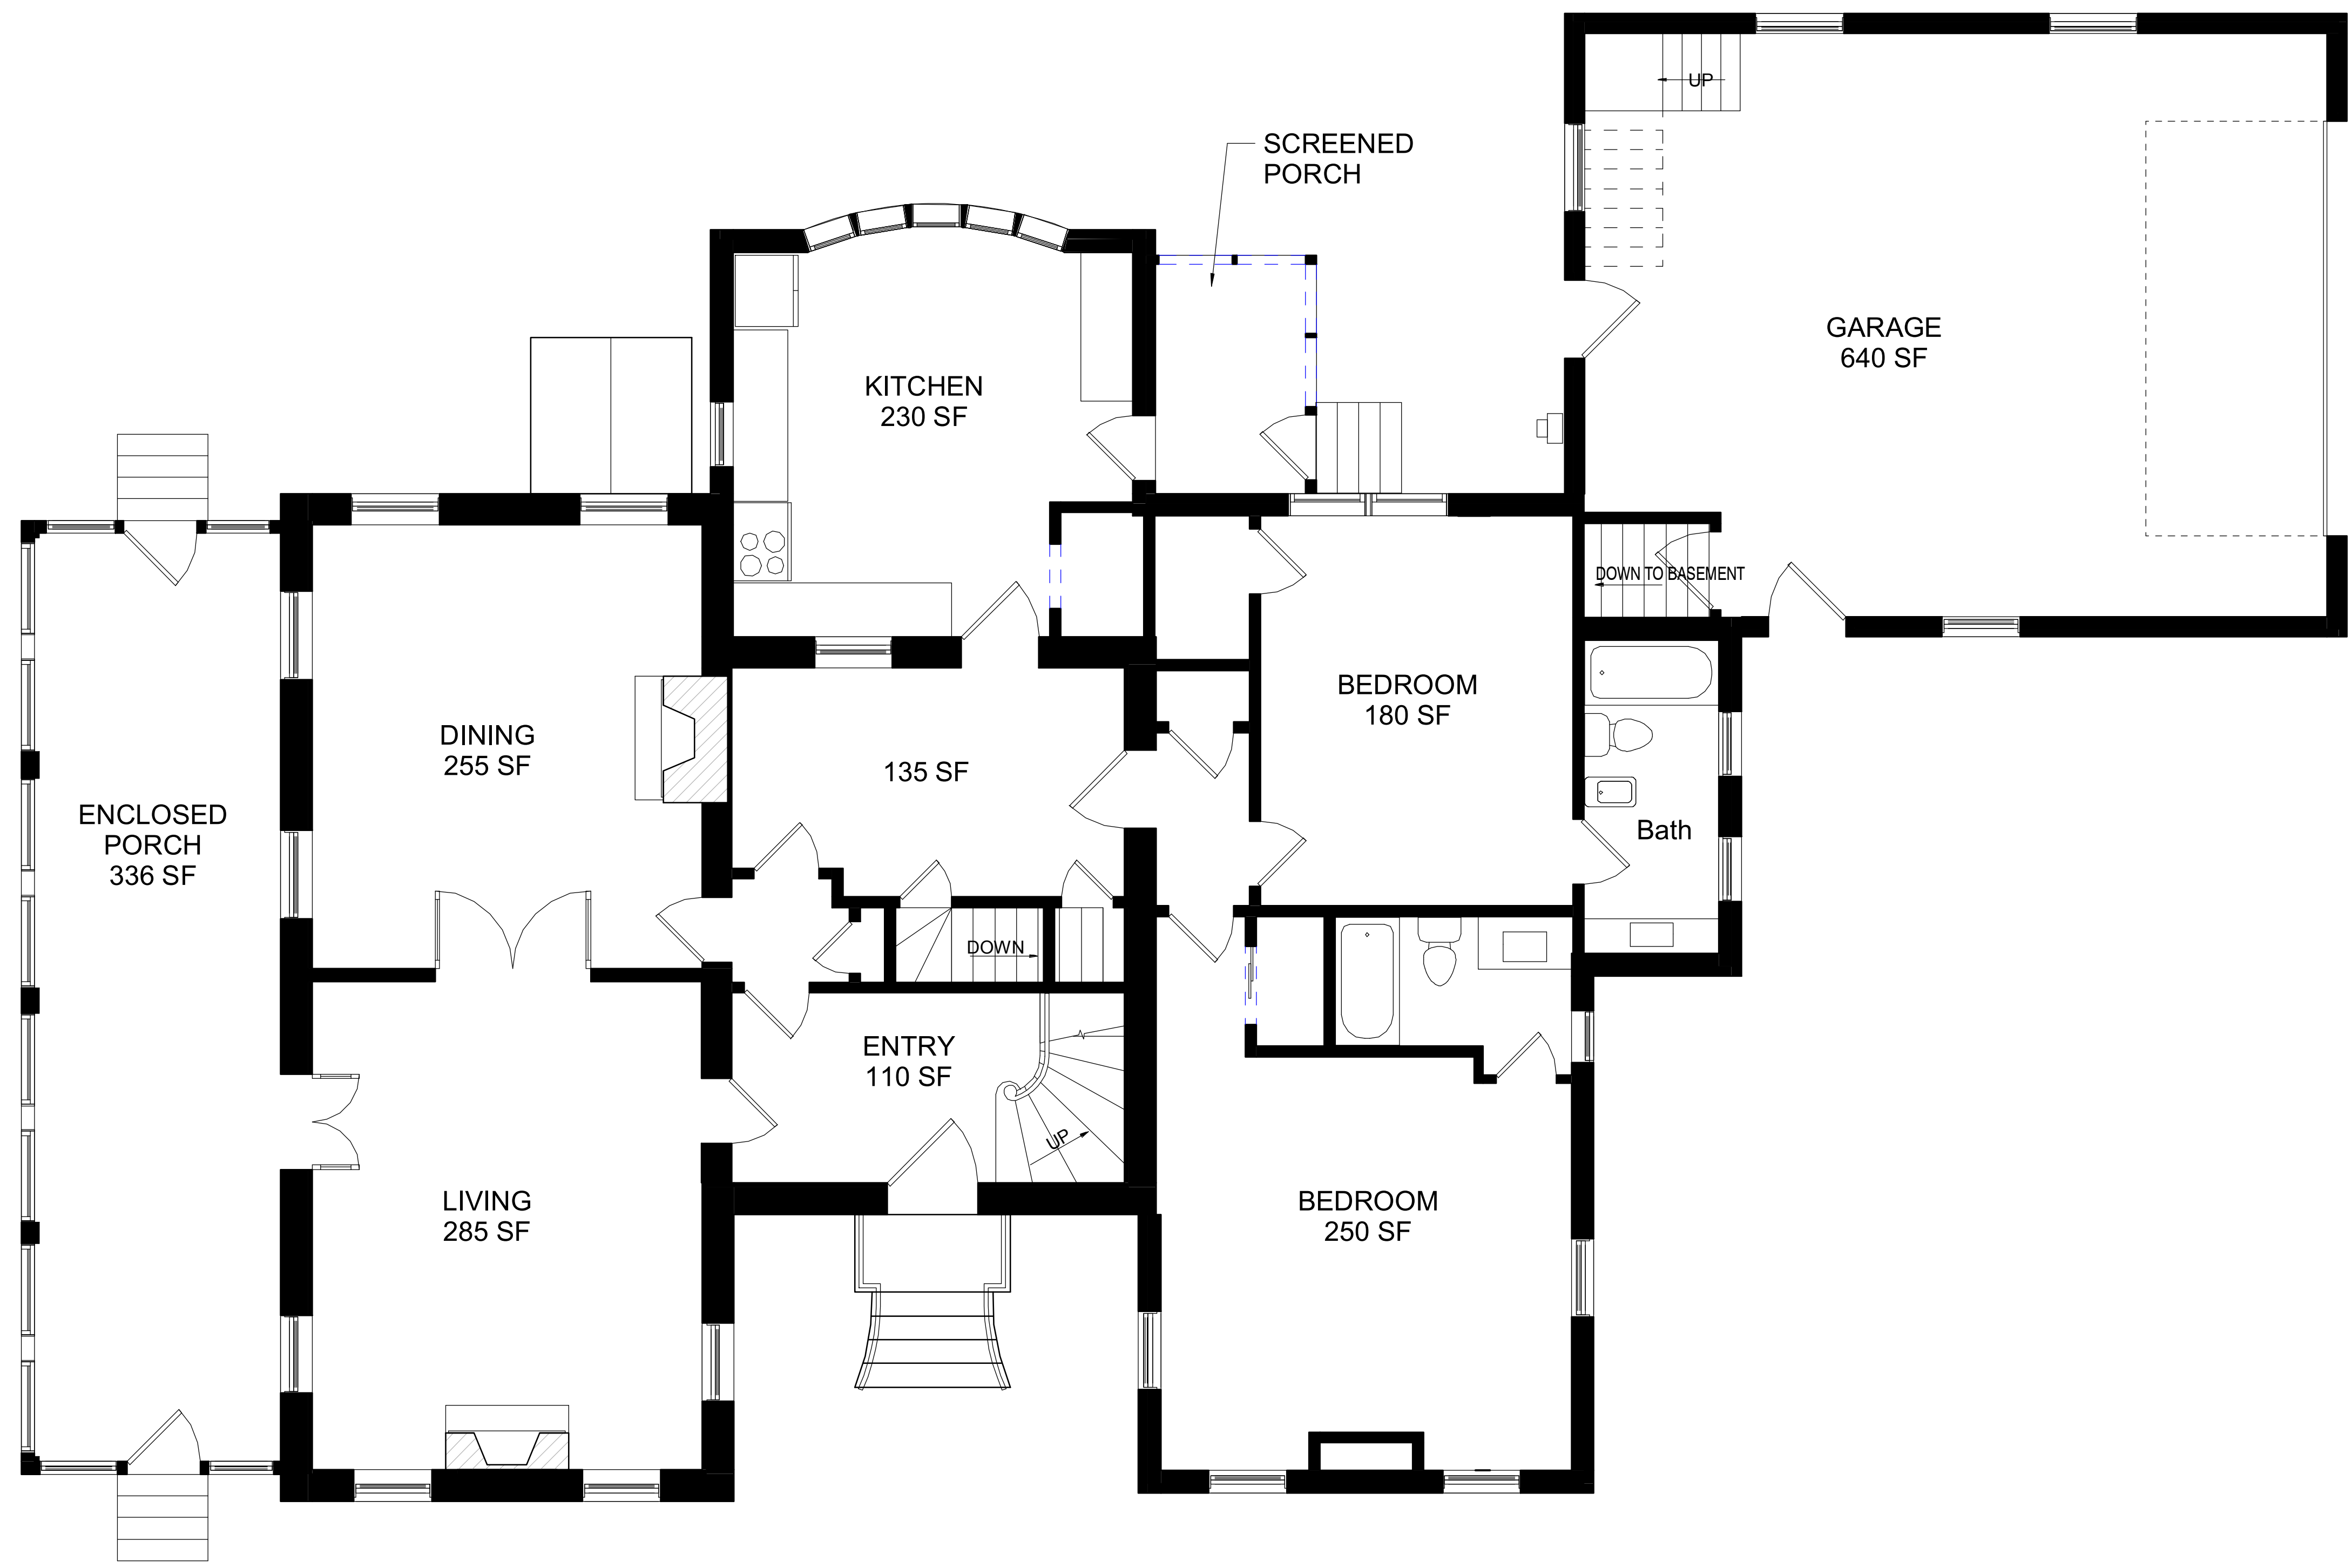 UP
SCREENED
PORCH
GARAGE
640 SF
KITCHEN
230 SF
DOWN TO BASEMENT
BEDROOM
180 SF
DINING
255 SF
135 SF
ENCLOSED
PORCH
336 SF
Bath
DOWN
ENTRY
110 SF
UP
LIVING
285 SF
BEDROOM
250 SF